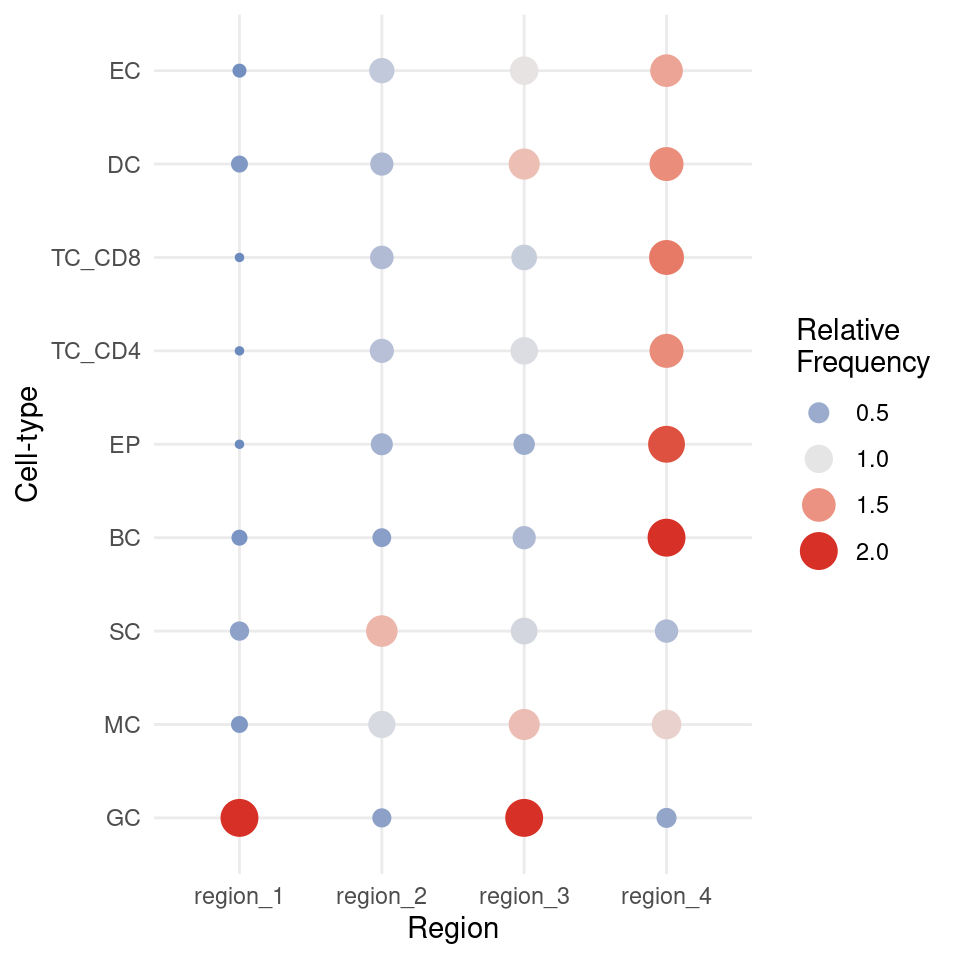 EC
DC
TC_CD8
TC_CD4
EP
BC
SC
MC
GC
Cell-type
region_1 region_2 region_3 region_4
Region
Relative
Frequency
0.5
1.0
1.5
2.0